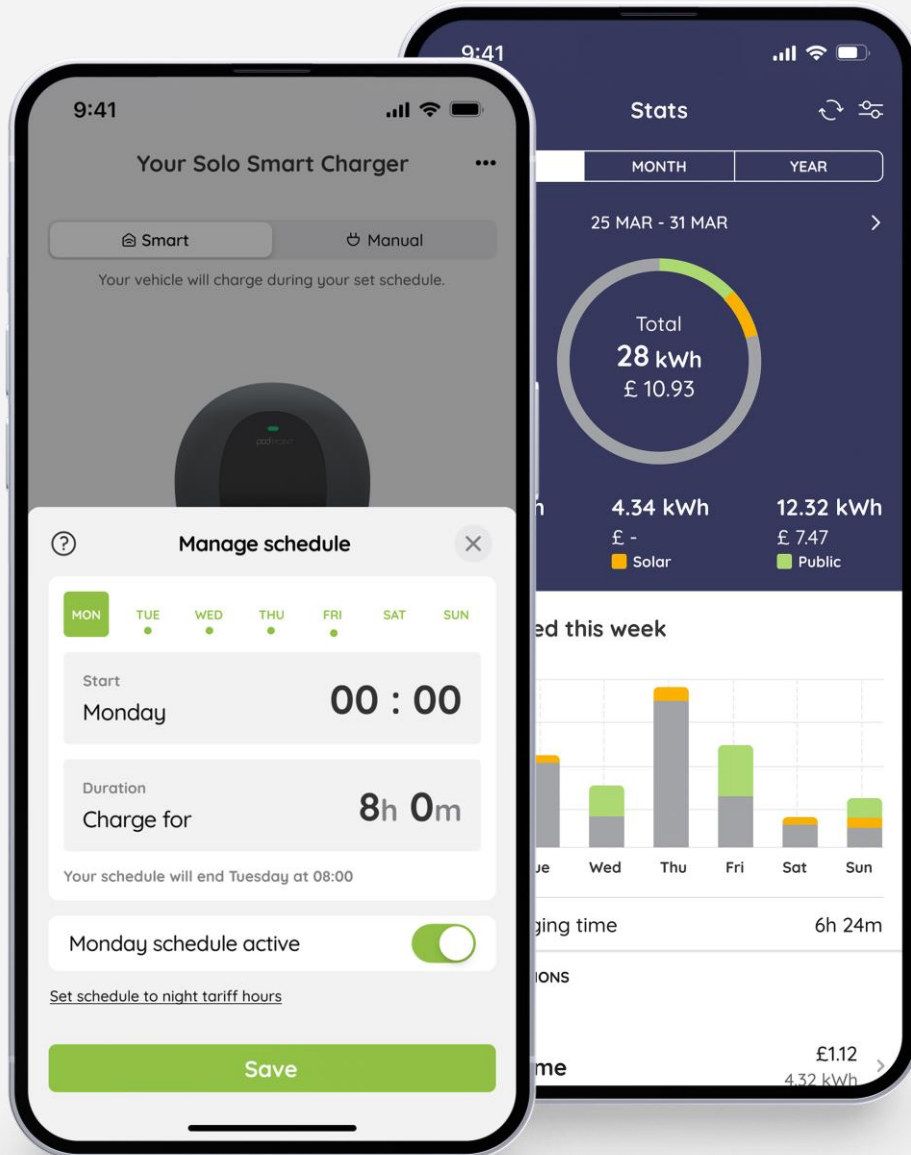 9:41
Your Solo Smart Charger
Smart
Manual
Your vehicle will charge during your set schedule.
Manage schedule
MON TUE WED THU FRI SAT SUN
Start
Monday
00 : 00
Duration
Charge for
8h 0m
Your schedule will end Tuesday at 08:00
Monday schedule active
Set schedule to night tariff hours
Save
9:41
Stats
MONTH
YEAR
25 MAR - 31 MAR
Total
28 kWh
£ 10.93
4.34 kWh
£ -
Solar
12.32 kWh
£ 7.47
Public
this week
Wed Thu Fri Sat Sun
time
6h 24m
£1.12
4.32 kWh